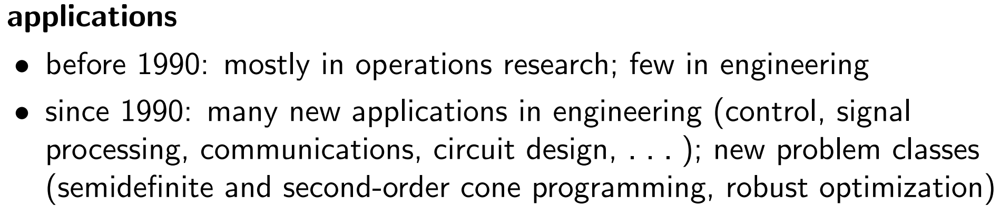 applications
• before 1990: mostly in operations research; few in engineering
• since 1990: many new applications in engineering (control, signal
processing, communications, circuit design, . . . ); new problem classes
(semidefinite and second-order cone programming, robust optimization)